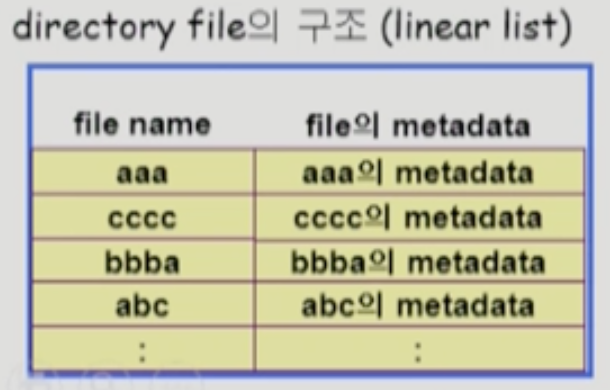 directory file의 구조 (linear list)
file name file의 metadata
aaa aaa의 metadata
cccc cccc의 metadata
bbba bbba의 metadata
abc abc의 metadata
: :